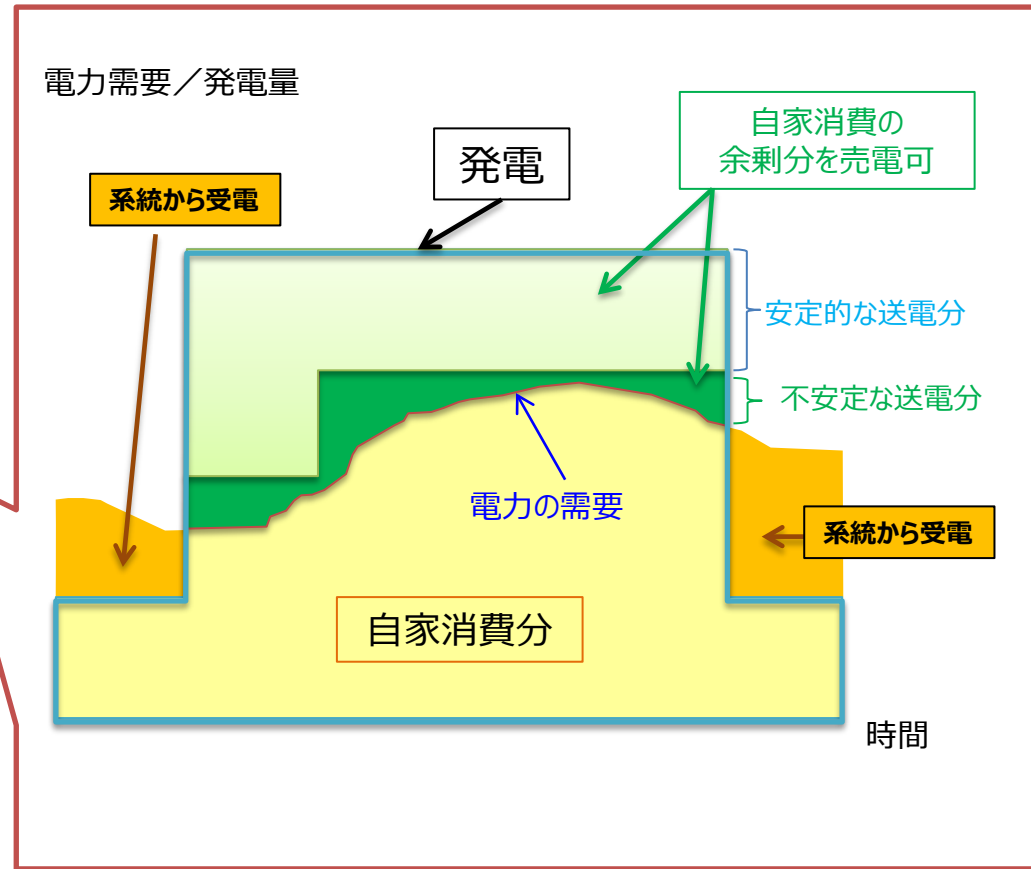 電力需要／発電量
自家消費の
余剰分を売電可
発電
系統から受電
安定的な送電分
不安定な送電分
電力の需要
系統から受電
自家消費分
時間